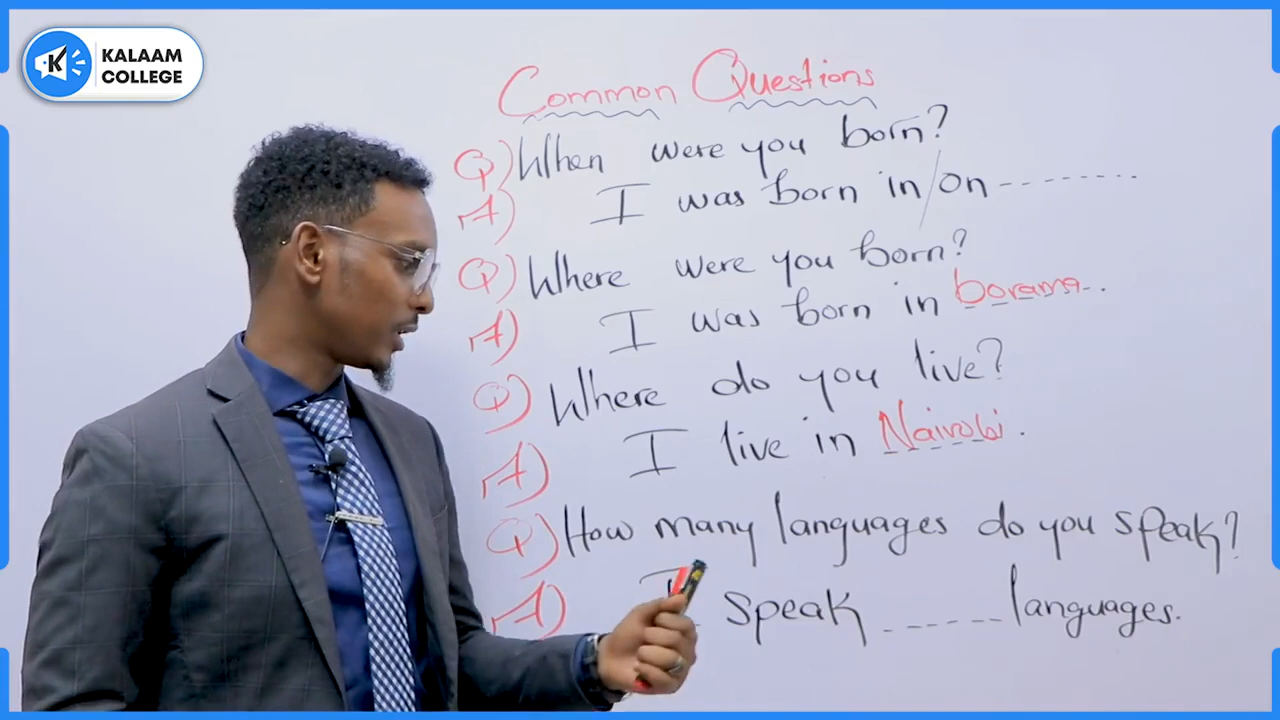 KALAAM
COLLEGE
Common Questions
Q) When were you born?
A) I was born in/on --------.
Q) Where were you born?
A) I was born in borama.
Q) Where do you live?
A) I live in Nairobi.
Q) How many languages do you speak?
A) I speak ------ languages.